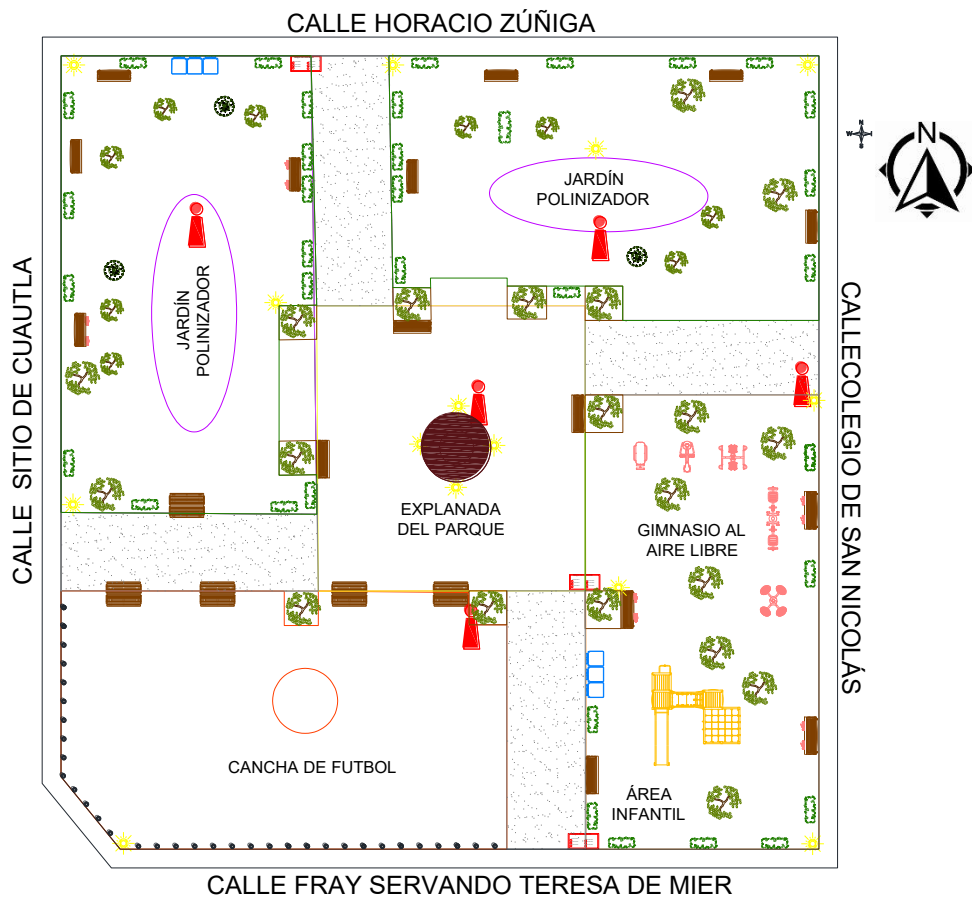 CALLE HORACIO ZÚÑIGA
N
W E
S
N
JARDÍN
POLINIZADOR
JARDÍN
POLINIZADOR
CALLE SITIO DE CUAUTLA
CALLECOLEGIO DE SAN NICOLÁS
EXPLANADA
DEL PARQUE
GIMNASIO AL
AIRE LIBRE
CANCHA DE FUTBOL
ÁREA
INFANTIL
CALLE FRAY SERVANDO TERESA DE MIER